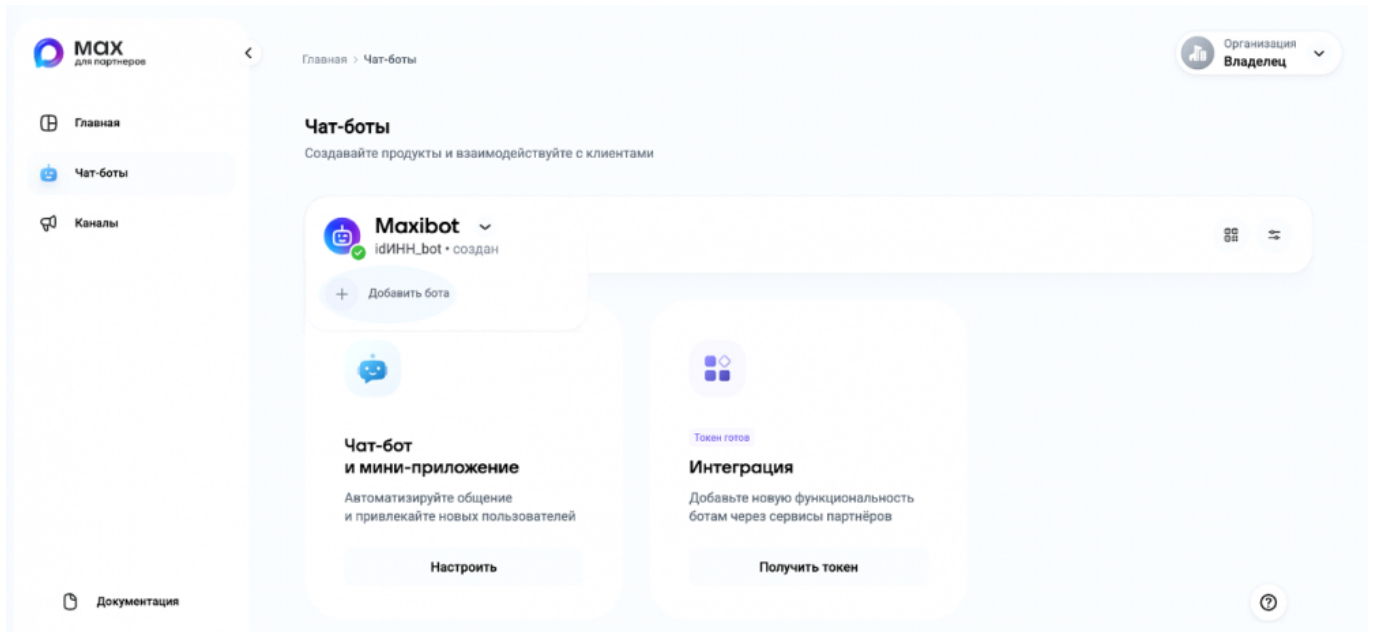 max
для партнеров
Главная > Чат-боты
Организация
Владелец
Главная
Чат-боты
Каналы
Чат-боты
Создавайте продукты и взаимодействуйте с клиентами
Maxibot
idИНН_bot • создан
+ Добавить бота
Чат-бот
и мини-приложение
Автоматизируйте общение
и привлекайте новых пользователей
Настроить
Токен готов
Интеграция
Добавьте новую функциональность
ботам через сервисы партнёров
Получить токен
Документация